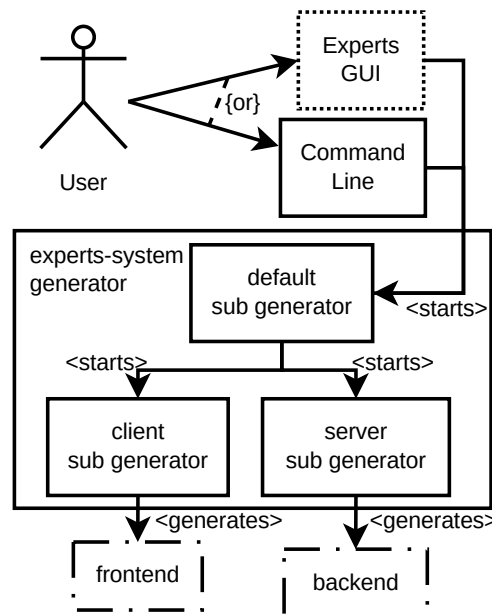 Experts
GUI
{or}
Command
Line
User
experts-system
generator
default
sub generator
<starts>
<starts>
<starts>
client
sub generator
server
sub generator
<generates>
<generates>
frontend
backend